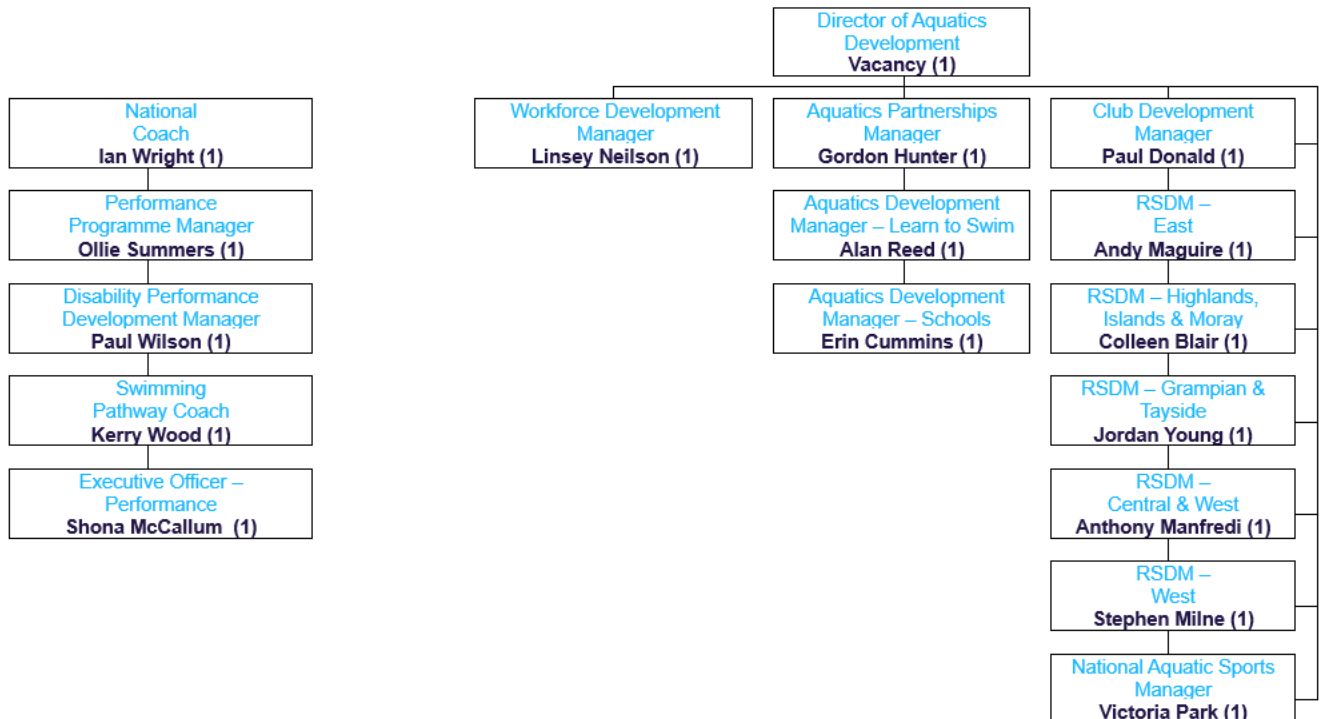 Director of Aquatics
Development
Vacancy (1)
National
Coach
Ian Wright (1)
Performance
Programme Manager
Ollie Summers (1)
Disability Performance
Development Manager
Paul Wilson (1)
Swimming
Pathway Coach
Kerry Wood (1)
Executive Officer –
Performance
Shona McCallum (1)
Workforce Development
Manager
Linsey Neilson (1)
Aquatics Partnerships
Manager
Gordon Hunter (1)
Aquatics Development
Manager – Learn to Swim
Alan Reed (1)
Aquatics Development
Manager – Schools
Erin Cummins (1)
Club Development
Manager
Paul Donald (1)
RSDM –
East
Andy Maguire (1)
RSDM – Highlands,
Islands & Moray
Colleen Blair (1)
RSDM – Grampian &
Tayside
Jordan Young (1)
RSDM –
Central & West
Anthony Manfredi (1)
RSDM –
West
Stephen Milne (1)
National Aquatic Sports
Manager
Victoria Park (1)